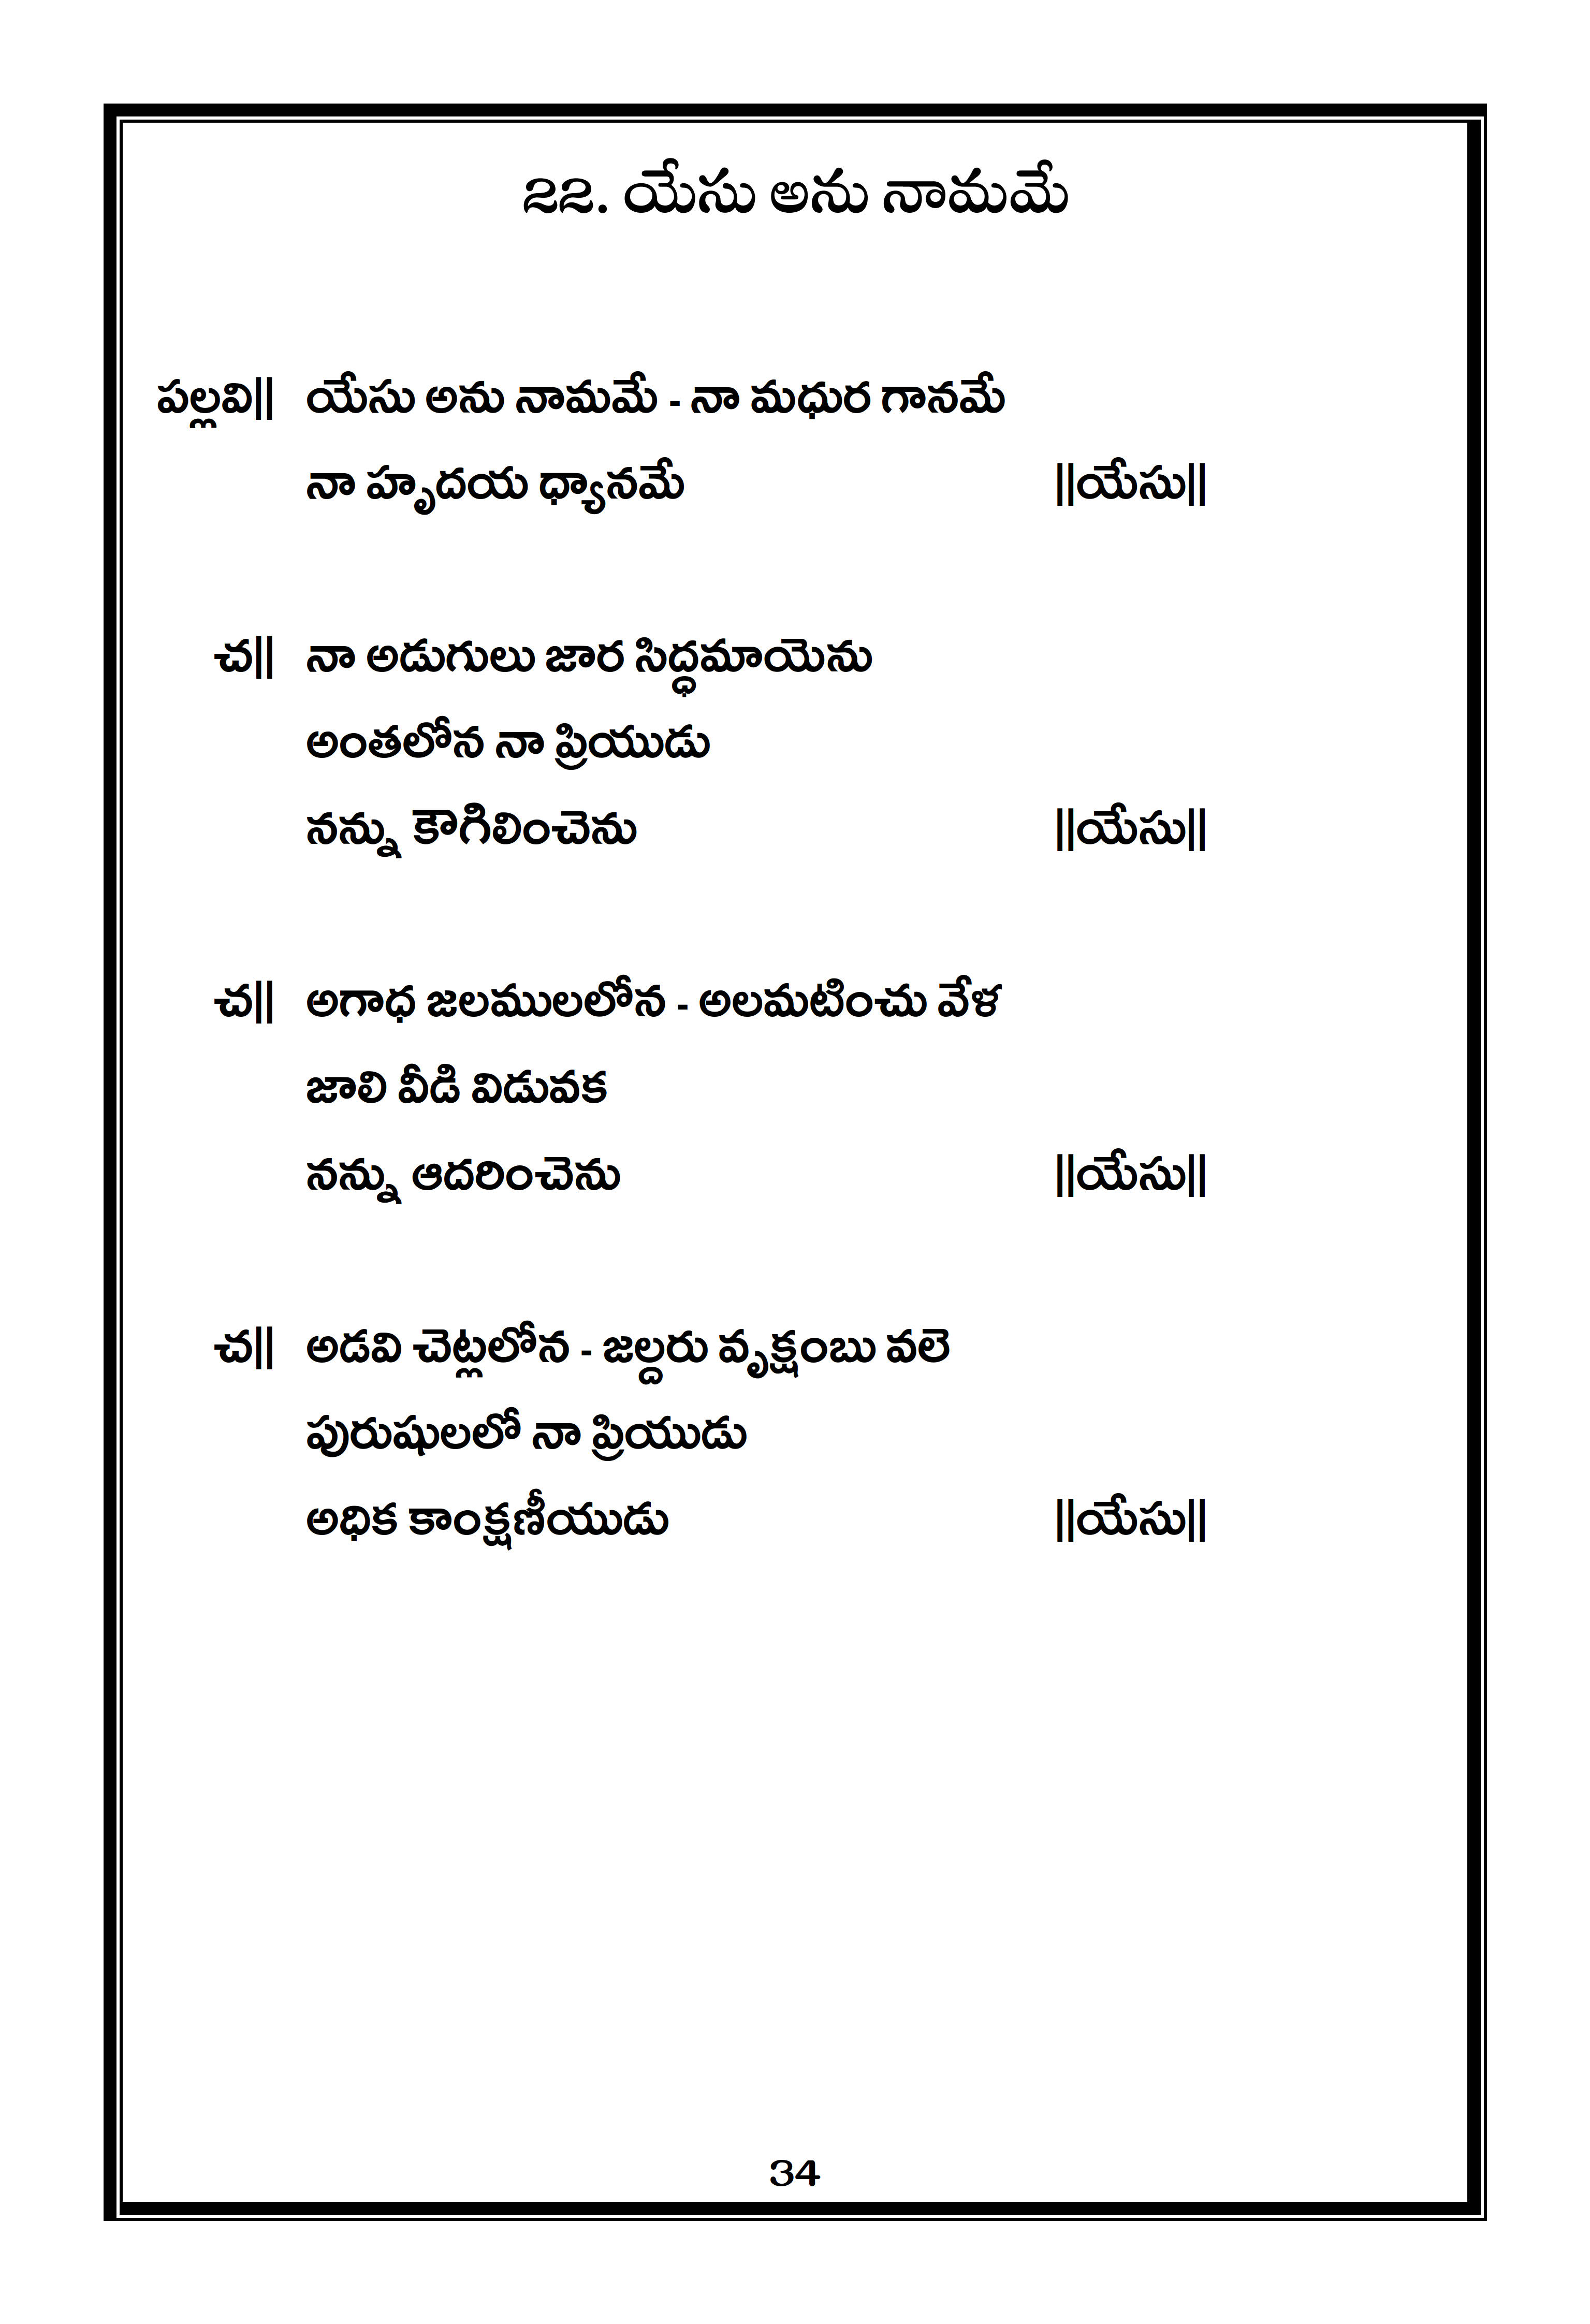 22. యేసు అను నామమే
పల్లవి|| యేసు అను నామమే - నా మధుర గానమే
నా హృదయ ధ్యానమే ||యేసు||
చ|| నా అడుగులు జార సిద్ధమాయెను
అంతలోన నా ప్రియుడు
నన్ను కౌగిలించెను ||యేసు||
చ|| అగాధ జలములలోన - అలమటించు వేళ
జాలి వీడి విడువక
నన్ను ఆదరించెను ||యేసు||
చ|| అడవి చెట్లలోన - జల్దరు వృక్షంబు వలె
పురుషులలో నా ప్రియుడు
అధిక కాంక్షణీయుడు ||యేసు||
34